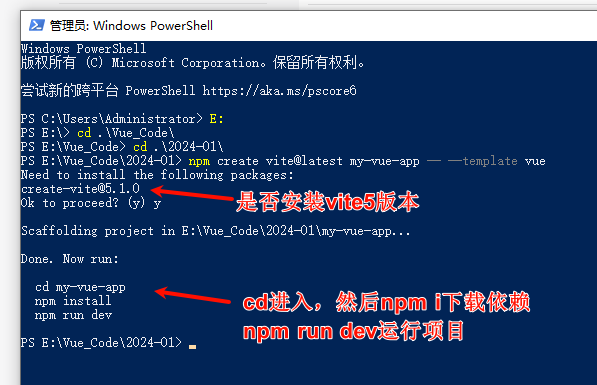 管理员: Windows PowerShell
Windows PowerShell
版权所有 (C) Microsoft Corporation。保留所有权利。
尝试新的跨平台 PowerShell https://aka.ms/pscore6
PS C:\Users\Administrator> E:
PS E:\> cd .\Vue_Code\
PS E:\Vue_Code> cd .\2024-01\
PS E:\Vue_Code\2024-01> npm create vite@latest my-vue-app -- --template vue
Need to install the following packages:
create-vite@5.1.0
Ok to proceed? (y) y
是否安装vite5版本
Scaffolding project in E:\Vue_Code\2024-01\my-vue-app...
Done. Now run:
cd my-vue-app
npm install
npm run dev
cd进入，然后npm i下载依赖
npm run dev运行项目
PS E:\Vue_Code\2024-01>